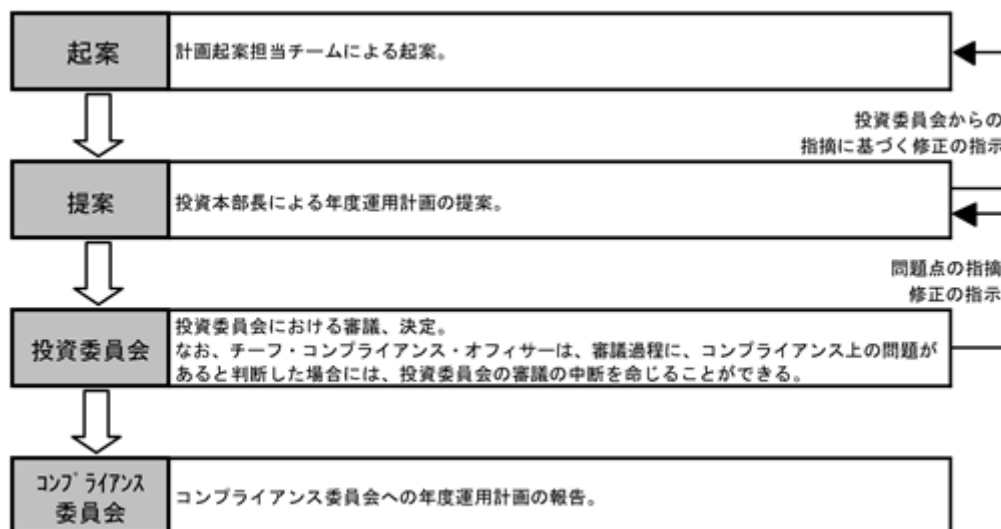 起案
計画起案担当チームによる起案。
投資委員会からの
指摘に基づく修正の指示
提案
投資本部長による年度運用計画の提案。
問題点の指摘
修正の指示
投資委員会
投資委員会における審議、決定。
なお、チーフ・コンプライアンス・オフィサーは、審議過程に、コンプライアンス上の問題が
あると判断した場合には、投資委員会の審議の中断を命じることができる。
ｺﾝﾌﾟﾗｲｱﾝｽ
委員会
コンプライアンス委員会への年度運用計画の報告。